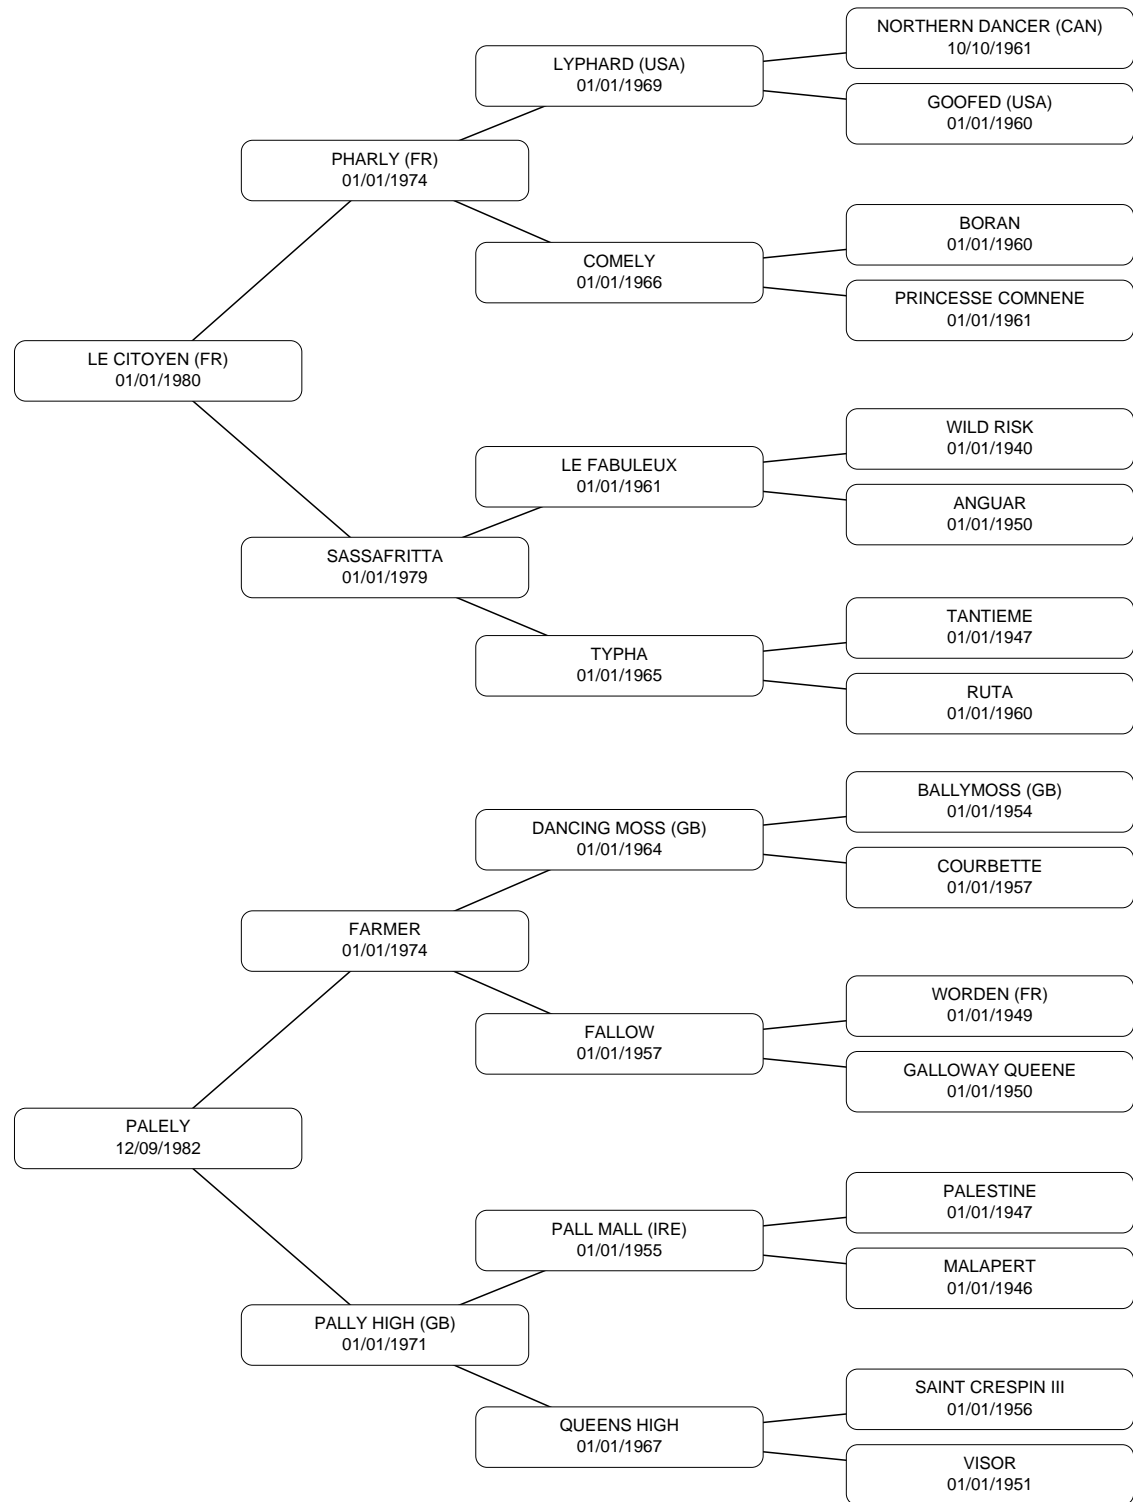 NORTHERN DANCER (CAN)
10/10/1961
LYPHARD (USA)
01/01/1969
GOOFED (USA)
01/01/1960
PHARLY (FR)
01/01/1974
BORAN
01/01/1960
COMELY
01/01/1966
PRINCESSE COMNENE
01/01/1961
LE CITOYEN (FR)
01/01/1980
WILD RISK
01/01/1940
LE FABULEUX
01/01/1961
ANGUAR
01/01/1950
SASSAFRITTA
01/01/1979
TANTIEME
01/01/1947
TYPHA
01/01/1965
RUTA
01/01/1960
BALLYMOSS (GB)
01/01/1954
DANCING MOSS (GB)
01/01/1964
COURBETTE
01/01/1957
FARMER
01/01/1974
WORDEN (FR)
01/01/1949
FALLOW
01/01/1957
GALLOWAY QUEENE
01/01/1950
PALELY
12/09/1982
PALESTINE
01/01/1947
PALL MALL (IRE)
01/01/1955
MALAPERT
01/01/1946
PALLY HIGH (GB)
01/01/1971
SAINT CRESPIN III
01/01/1956
QUEENS HIGH
01/01/1967
VISOR
01/01/1951